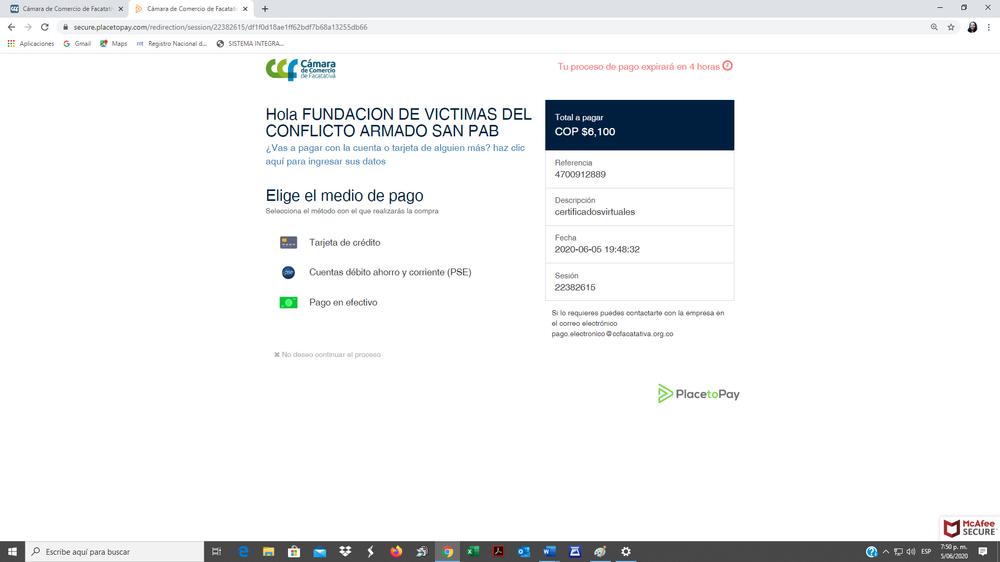 Cámara de Comercio de Facatati
Cámara de Comercio de Facatati
secure.placetopay.com/redirection/session/22382615/df1f0d18ae1ff62bdf7b68a13255db66
Aplicaciones
Gmail
Maps
rnt
Registro Nacional d...
SISTEMA INTEGRA...
ccf
Cámara
de Comercio
de Facatativá
Tu proceso de pago expirará en 4 horas
Hola FUNDACION DE VICTIMAS DEL
CONFLICTO ARMADO SAN PAB
¿Vas a pagar con la cuenta o tarjeta de alguien más? haz clic
aquí para ingresar sus datos
Elige el medio de pago
Selecciona el método con el que realizarás la compra
Tarjeta de crédito
pse
Cuentas débito ahorro y corriente (PSE)
Pago en efectivo
✖ No deseo continuar el proceso
Total a pagar
COP $6,100
Referencia
4700912889
Descripción
certificadosvirtuales
Fecha
2020-06-05 19:48:32
Sesión
22382615
Si lo requieres puedes contactarte con la empresa en
el correo electrónico
pago.electronico@ccfacatativa.org.co
PlacetoPay
McAfee
SECURE
Escribe aquí para buscar
ESP
7:50 p. m.
5/06/2020